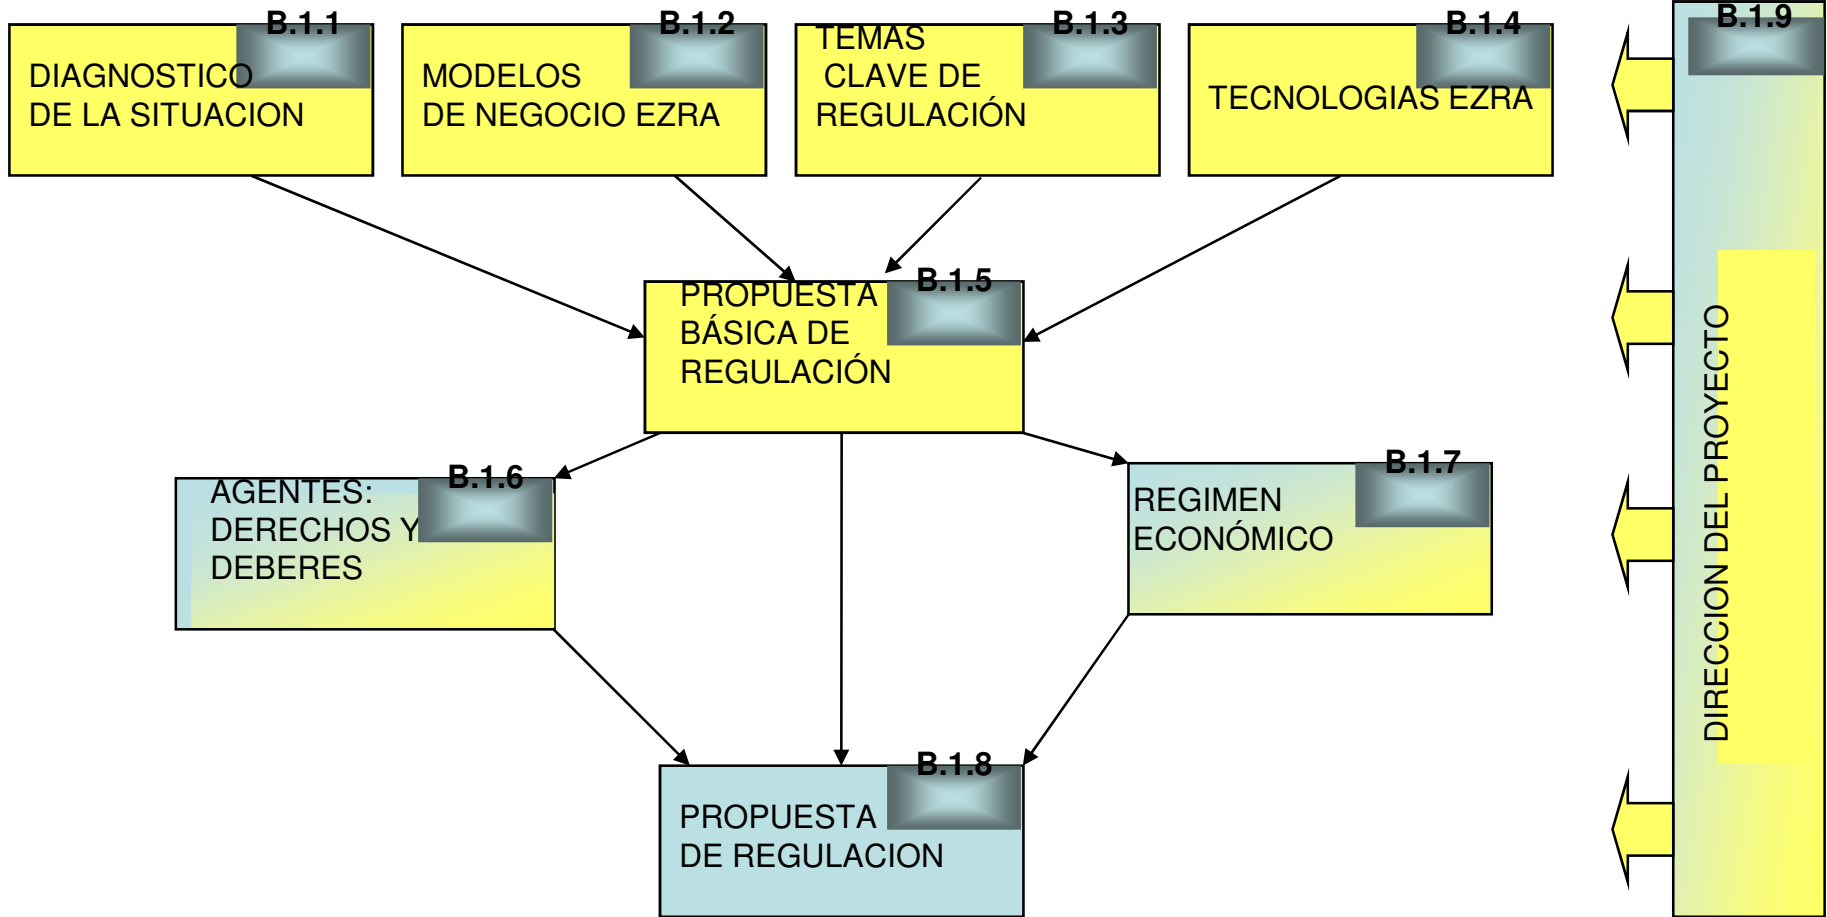 B.1.1
DIAGNOSTICO
DE LA SITUACION
B.1.2
MODELOS
DE NEGOCIO EZRA
B.1.3
TEMAS
CLAVE DE
REGULACIÓN
B.1.4
TECNOLOGIAS EZRA
B.1.5
PROPUESTA
BÁSICA DE
REGULACIÓN
B.1.6
AGENTES:
DERECHOS Y
DEBERES
B.1.7
REGIMEN
ECONÓMICO
B.1.8
PROPUESTA
DE REGULACION
B.1.9
DIRECCION DEL PROYECTO